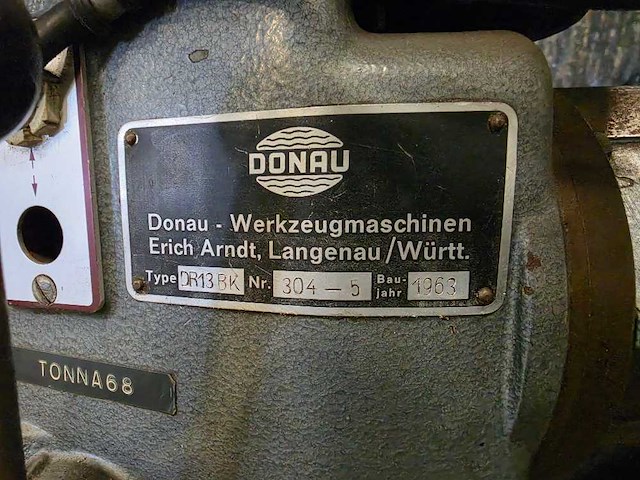 DONAU
Donau - Werkzeugmaschinen
Erich Arndt, Langenau/Württ.
Type DR13BK Nr. 304-5 Bau-jahr 1963
TONNA68